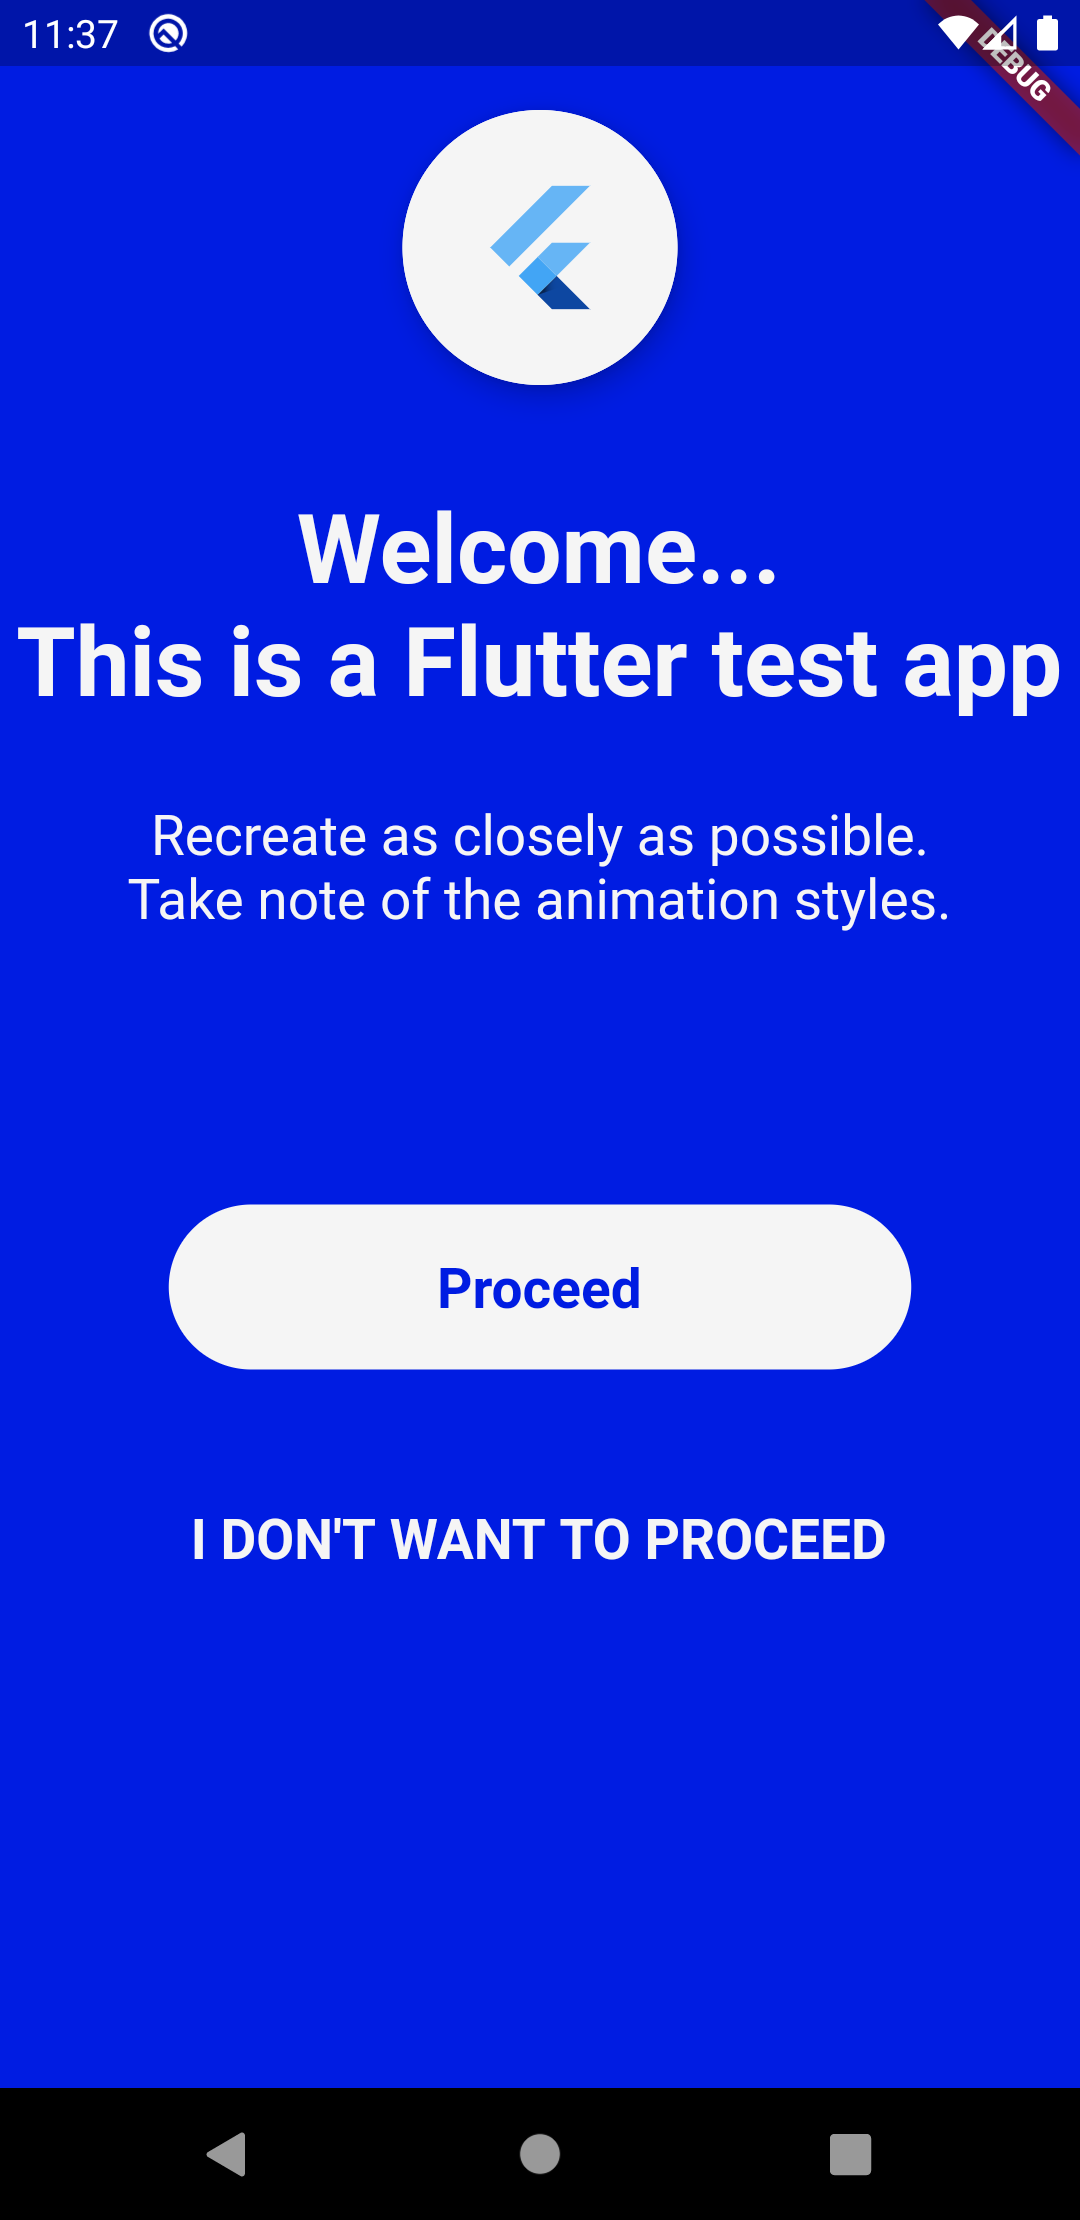 11:37
DEBUG
Welcome...
This is a Flutter test app
Recreate as closely as possible.
Take note of the animation styles.
Proceed
I DON'T WANT TO PROCEED